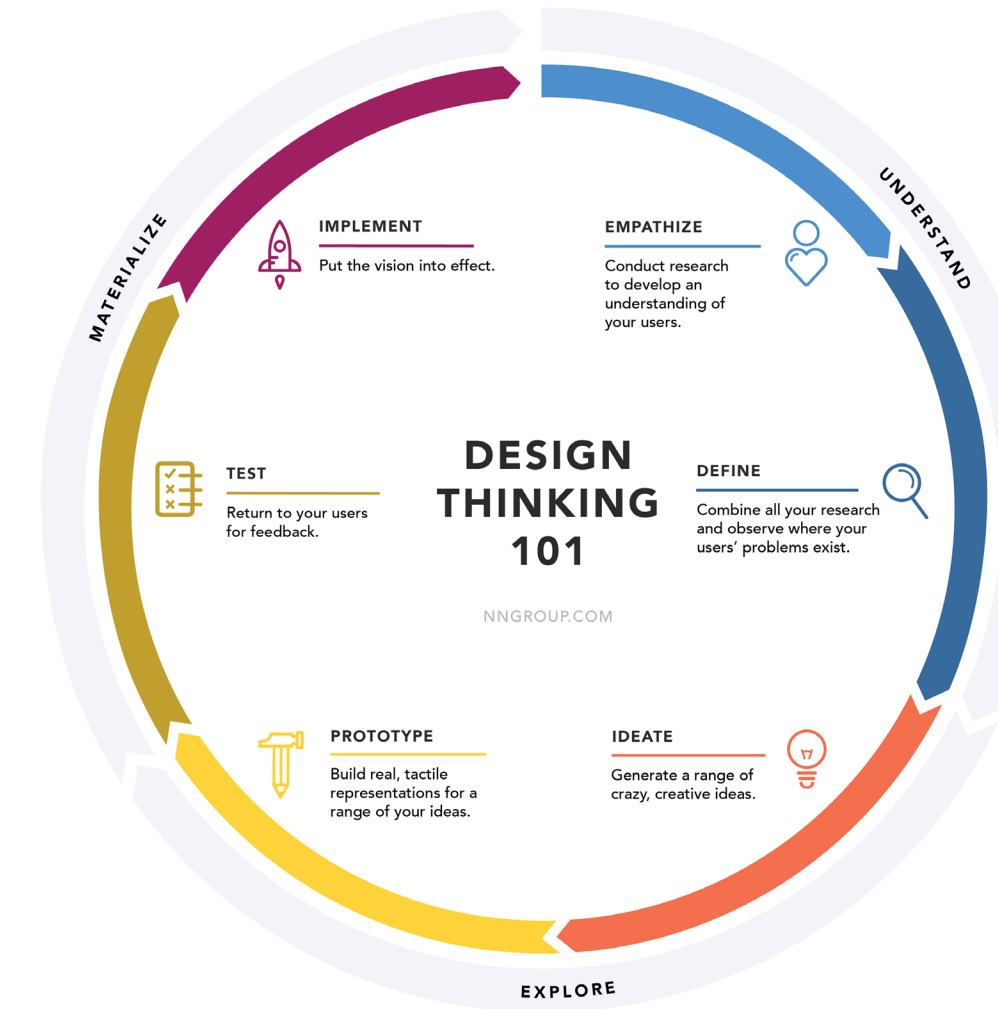 DESIGN
THINKING
101
NNGROUP.COM
UNDERSTAND
EMPATHIZE
Conduct research
to develop an
understanding of
your users.
DEFINE
Combine all your research
and observe where your
users’ problems exist.
EXPLORE
IDEATE
Generate a range of
crazy, creative ideas.
PROTOTYPE
Build real, tactile
representations for a
range of your ideas.
MATERIALIZE
TEST
Return to your users
for feedback.
IMPLEMENT
Put the vision into effect.